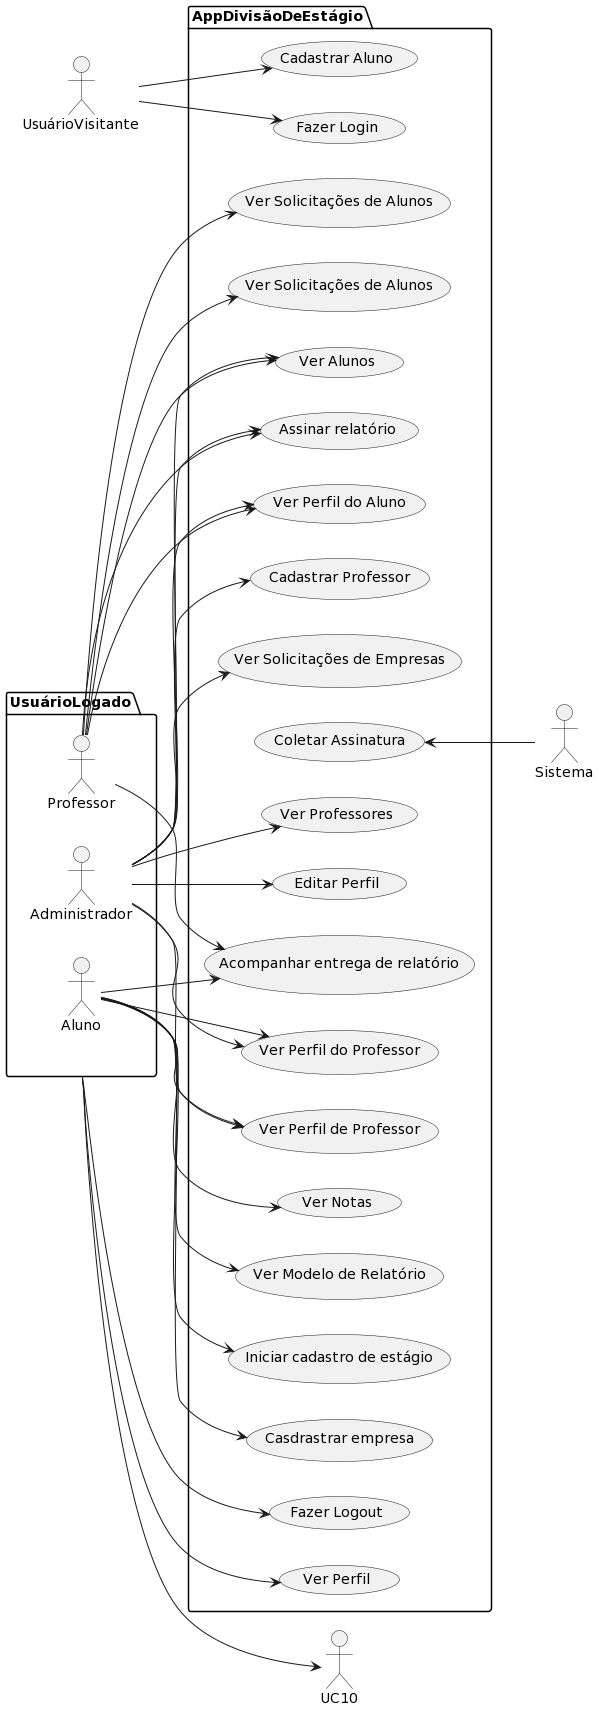 AppDivisãoDeEstágio
Cadastrar Aluno
UsuárioVisitante
Fazer Login
Ver Solicitações de Alunos
Ver Solicitações de Alunos
Ver Alunos
Assinar relatório
Ver Perfil do Aluno
Cadastrar Professor
Ver Solicitações de Empresas
UsuárioLogado
Coletar Assinatura
Sistema
Professor
Ver Professores
Editar Perfil
Administrador
Acompanhar entrega de relatório
Aluno
Ver Perfil do Professor
Ver Perfil de Professor
Ver Notas
Ver Modelo de Relatório
Iniciar cadastro de estágio
Casdrastrar empresa
Fazer Logout
Ver Perfil
UC10